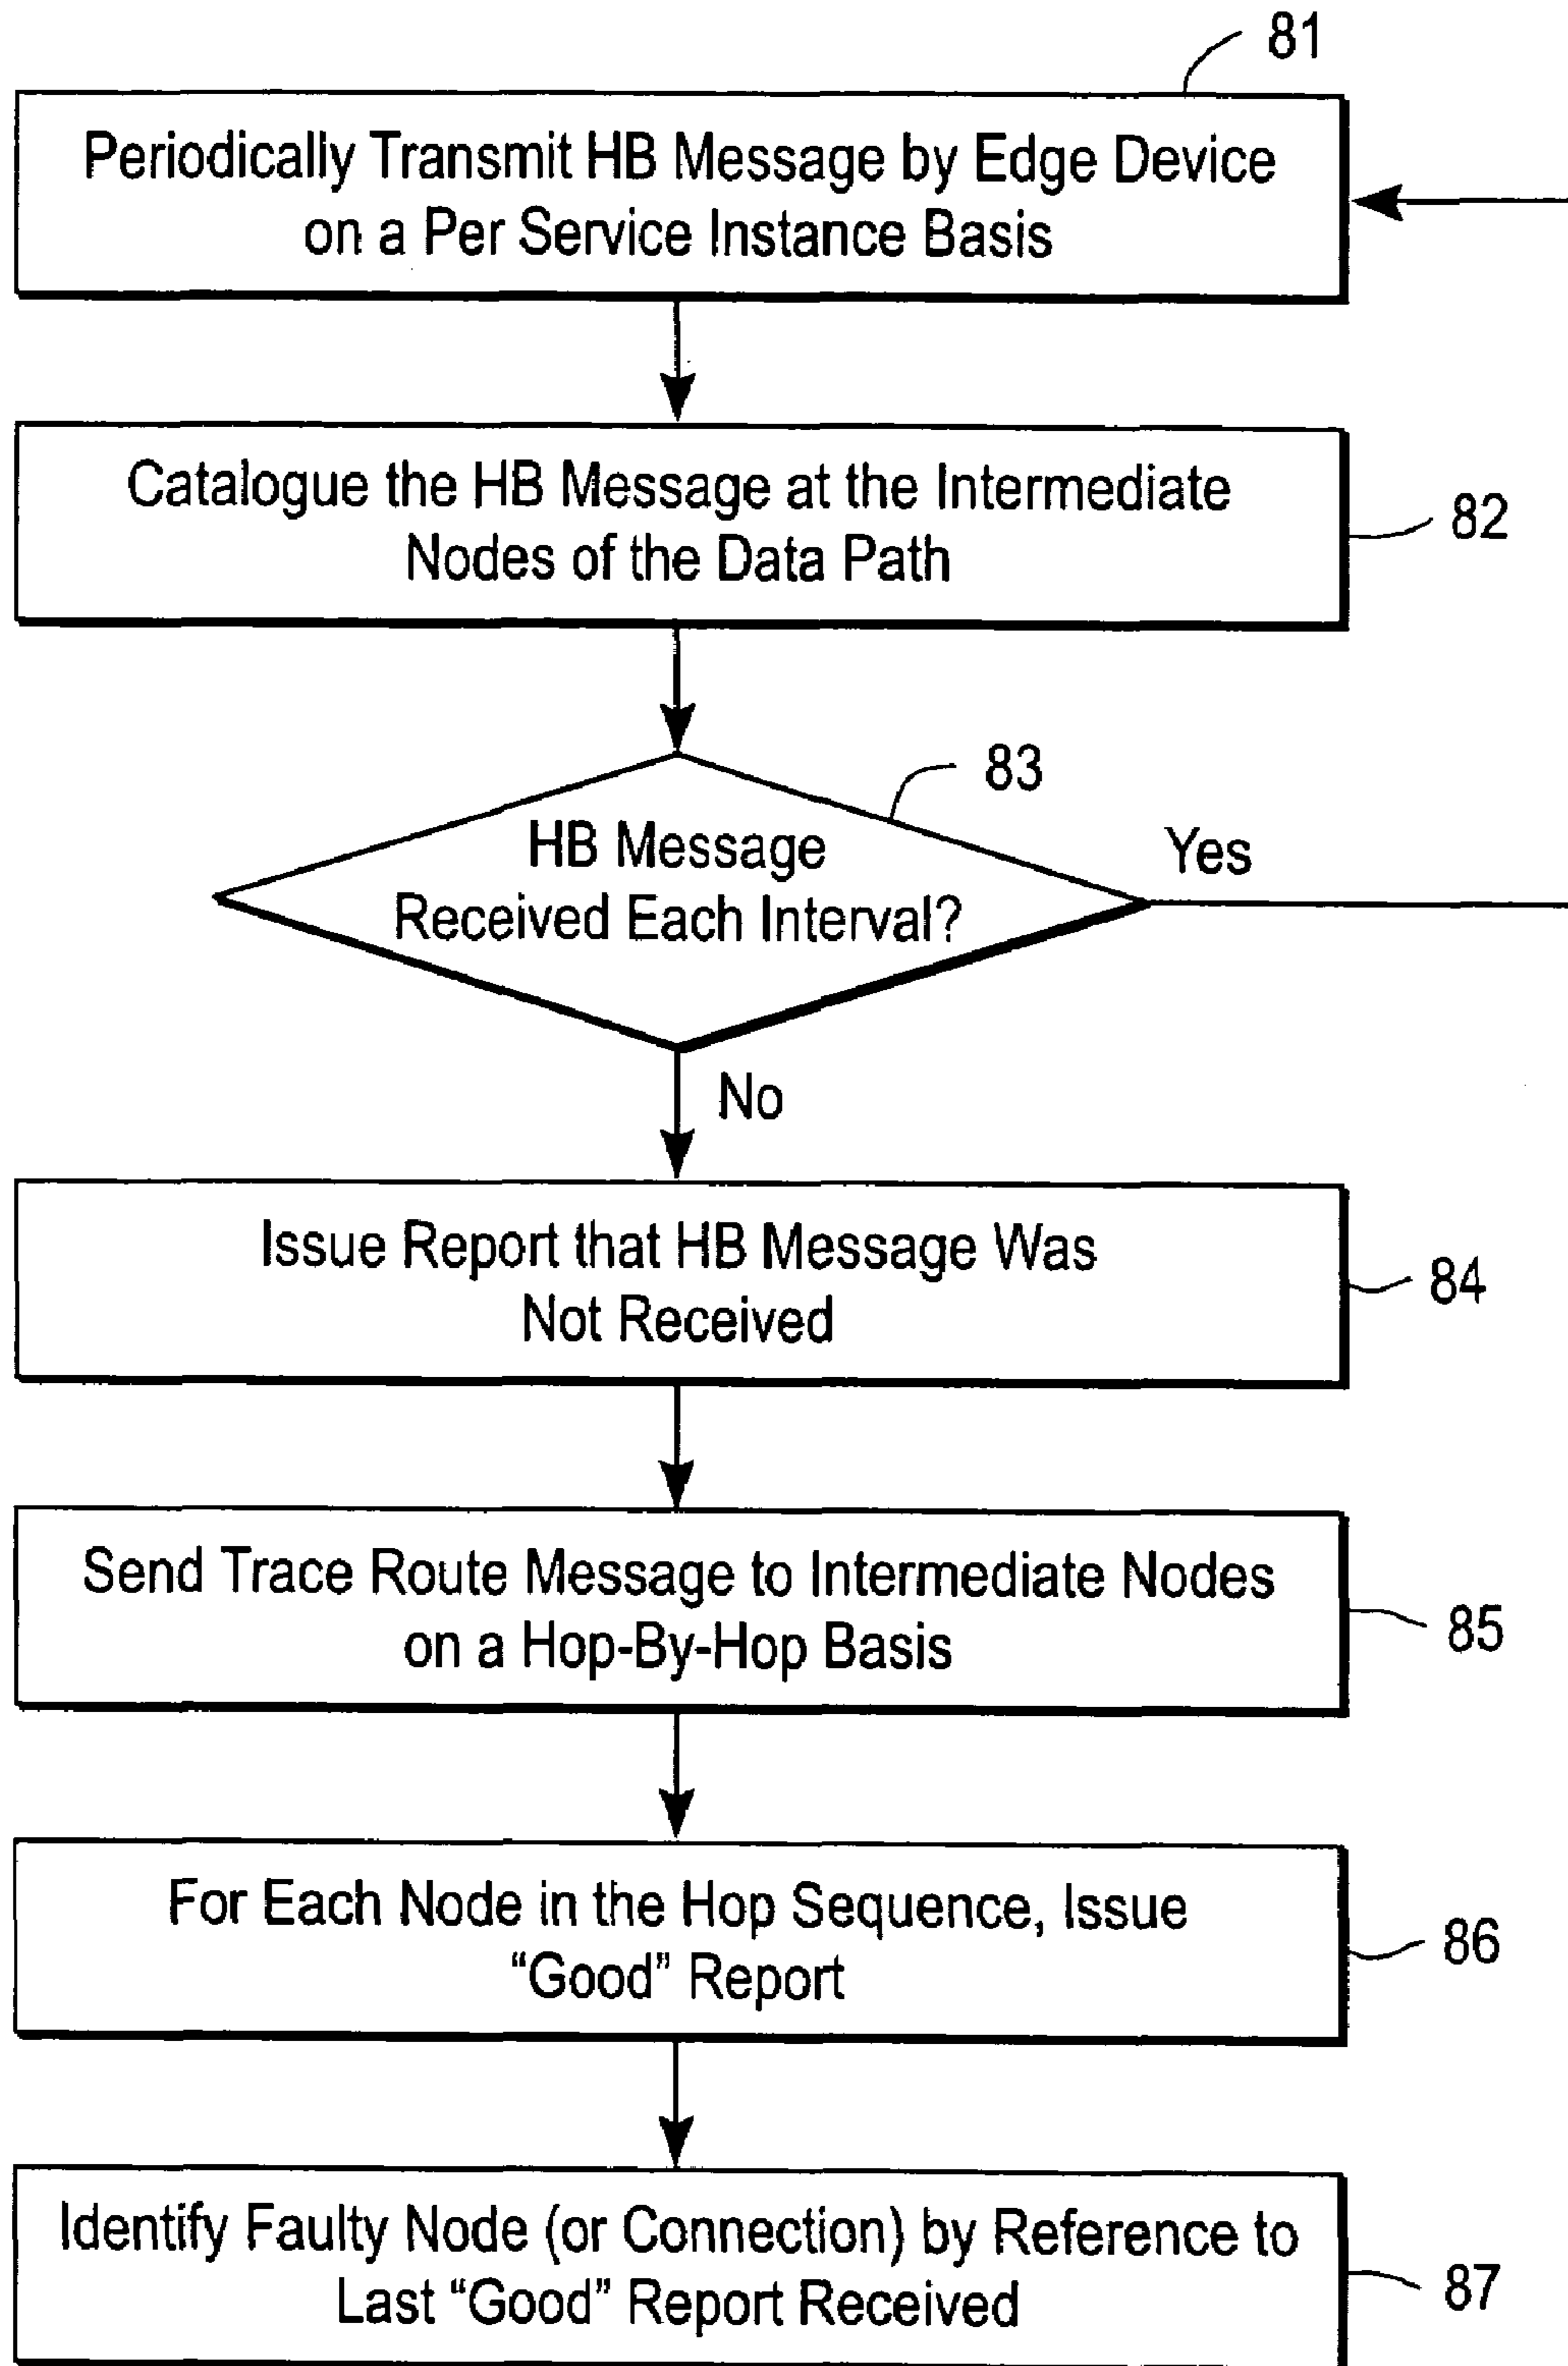 81
Periodically Transmit HB Message by Edge Device
on a Per Service Instance Basis
Catalogue the HB Message at the Intermediate
Nodes of the Data Path
82
83
HB Message
Received Each Interval?
Yes
No
Issue Report that HB Message Was
Not Received
84
Send Trace Route Message to Intermediate Nodes
on a Hop-By-Hop Basis
85
For Each Node in the Hop Sequence, Issue
“Good” Report
86
Identify Faulty Node (or Connection) by Reference to
Last “Good” Report Received
87